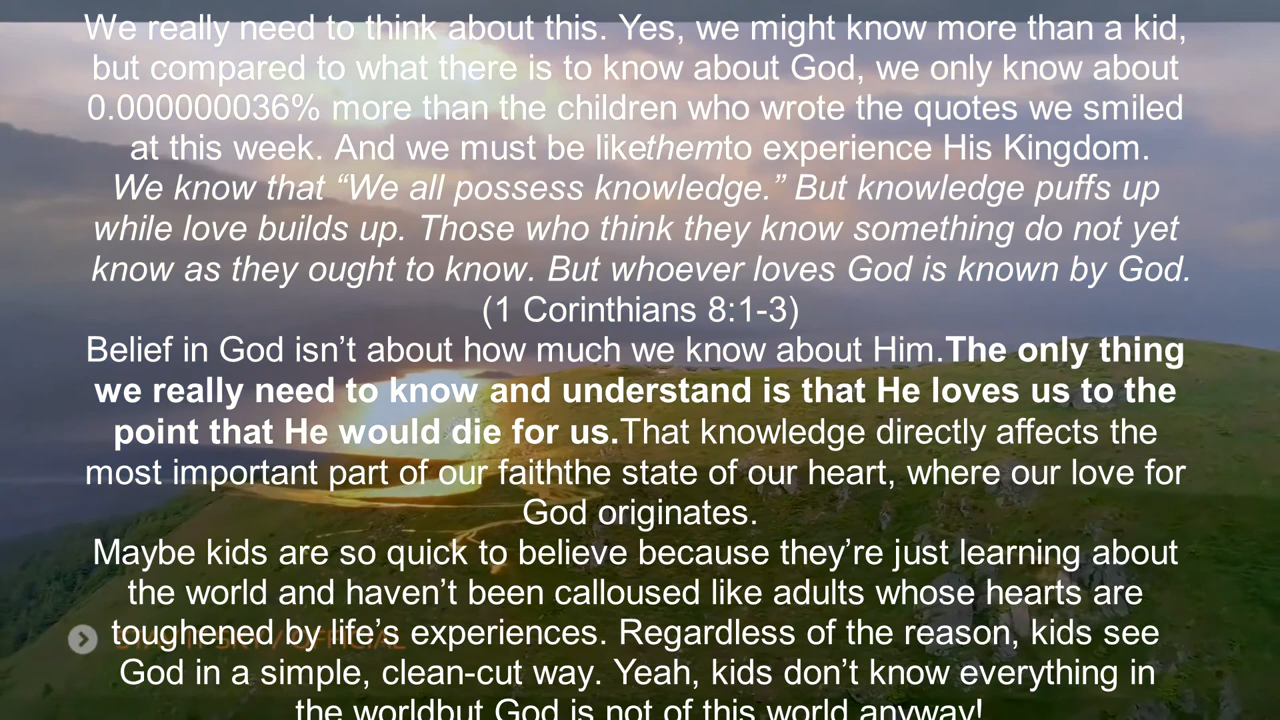 We really need to think about this. Yes, we might know more than a kid,
but compared to what there is to know about God, we only know about
0.000000036% more than the children who wrote the quotes we smiled
at this week. And we must be likethemto experience His Kingdom.
We know that “We all possess knowledge.” But knowledge puffs up
while love builds up. Those who think they know something do not yet
know as they ought to know. But whoever loves God is known by God.
(1 Corinthians 8:1-3)
Belief in God isn’t about how much we know about Him.The only thing
we really need to know and understand is that He loves us to the
point that He would die for us.That knowledge directly affects the
most important part of our faiththe state of our heart, where our love for
God originates.
Maybe kids are so quick to believe because they’re just learning about
the world and haven’t been calloused like adults whose hearts are
toughened by life’s experiences. Regardless of the reason, kids see
God in a simple, clean-cut way. Yeah, kids don’t know everything in
the worldbut God is not of this world anyway!